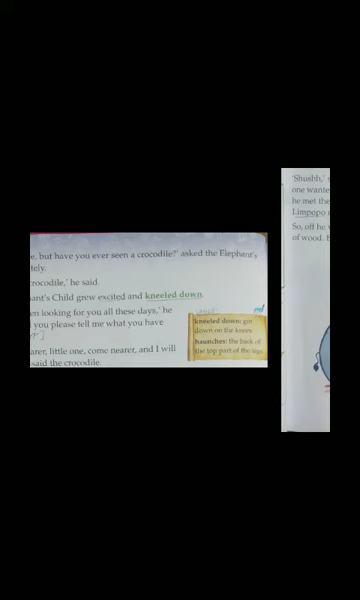 e, but have you ever seen a crocodile?' asked the Elephant's
tely.
crocodile,' he said.
hant's Child grew excited and kneeled down.
en looking for you all these days,' he
you please tell me what you have
arer, little one, come nearer, and I will
said the crocodile.
kneeled down: got
down on the knees
haunches: the back of
the top part of the legs
'Shushh,'
one wante
he met the
Limpopo
So, off he
of wood.